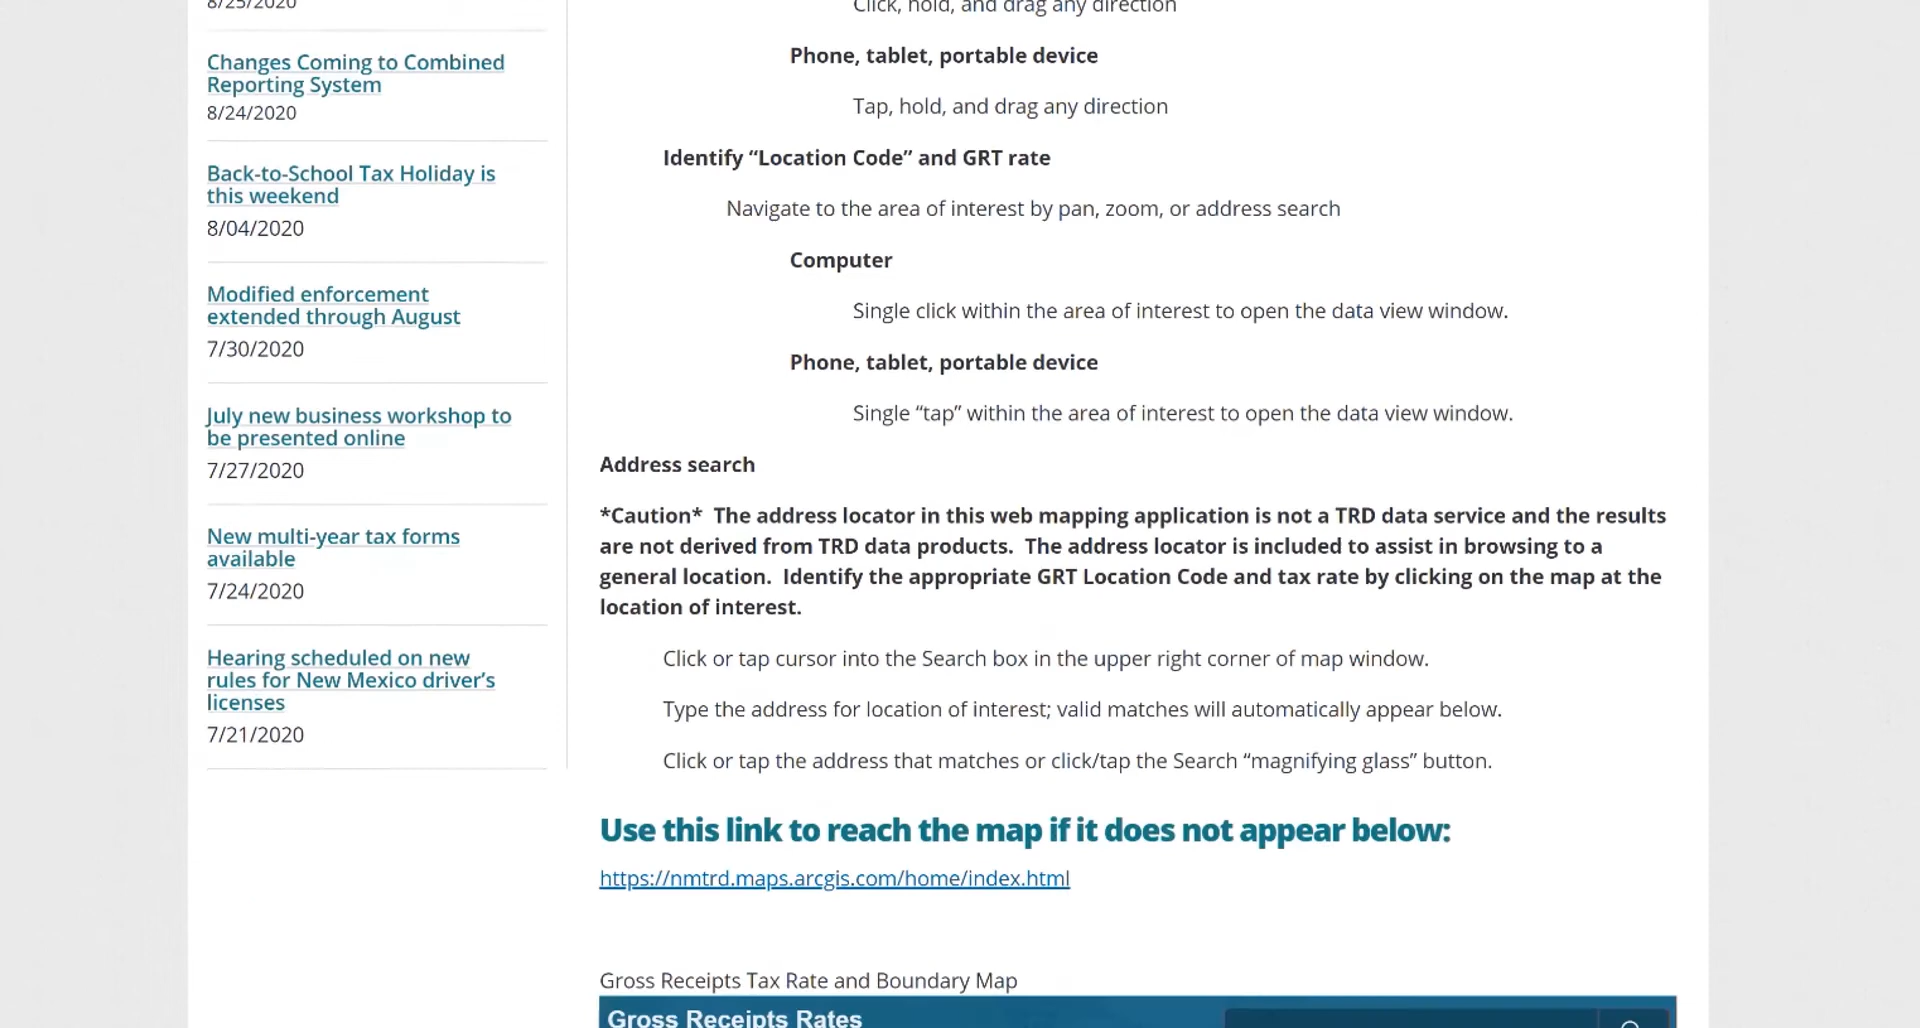 8/25/2020
Changes Coming to Combined
Reporting System
8/24/2020
Back-to-School Tax Holiday is
this weekend
8/04/2020
Modified enforcement
extended through August
7/30/2020
July new business workshop to
be presented online
7/27/2020
New multi-year tax forms
available
7/24/2020
Hearing scheduled on new
rules for New Mexico driver’s
licenses
7/21/2020
Click, hold, and drag any direction
Phone, tablet, portable device
Tap, hold, and drag any direction
Identify “Location Code” and GRT rate
Navigate to the area of interest by pan, zoom, or address search
Computer
Single click within the area of interest to open the data view window.
Phone, tablet, portable device
Single “tap” within the area of interest to open the data view window.
Address search
*Caution*  The address locator in this web mapping application is not a TRD data service and the results
are not derived from TRD data products.  The address locator is included to assist in browsing to a
general location.  Identify the appropriate GRT Location Code and tax rate by clicking on the map at the
location of interest.
Click or tap cursor into the Search box in the upper right corner of map window.
Type the address for location of interest; valid matches will automatically appear below.
Click or tap the address that matches or click/tap the Search “magnifying glass” button.
Use this link to reach the map if it does not appear below:
https://nmtrd.maps.arcgis.com/home/index.html
Gross Receipts Tax Rate and Boundary Map
Gross Receipts Rates